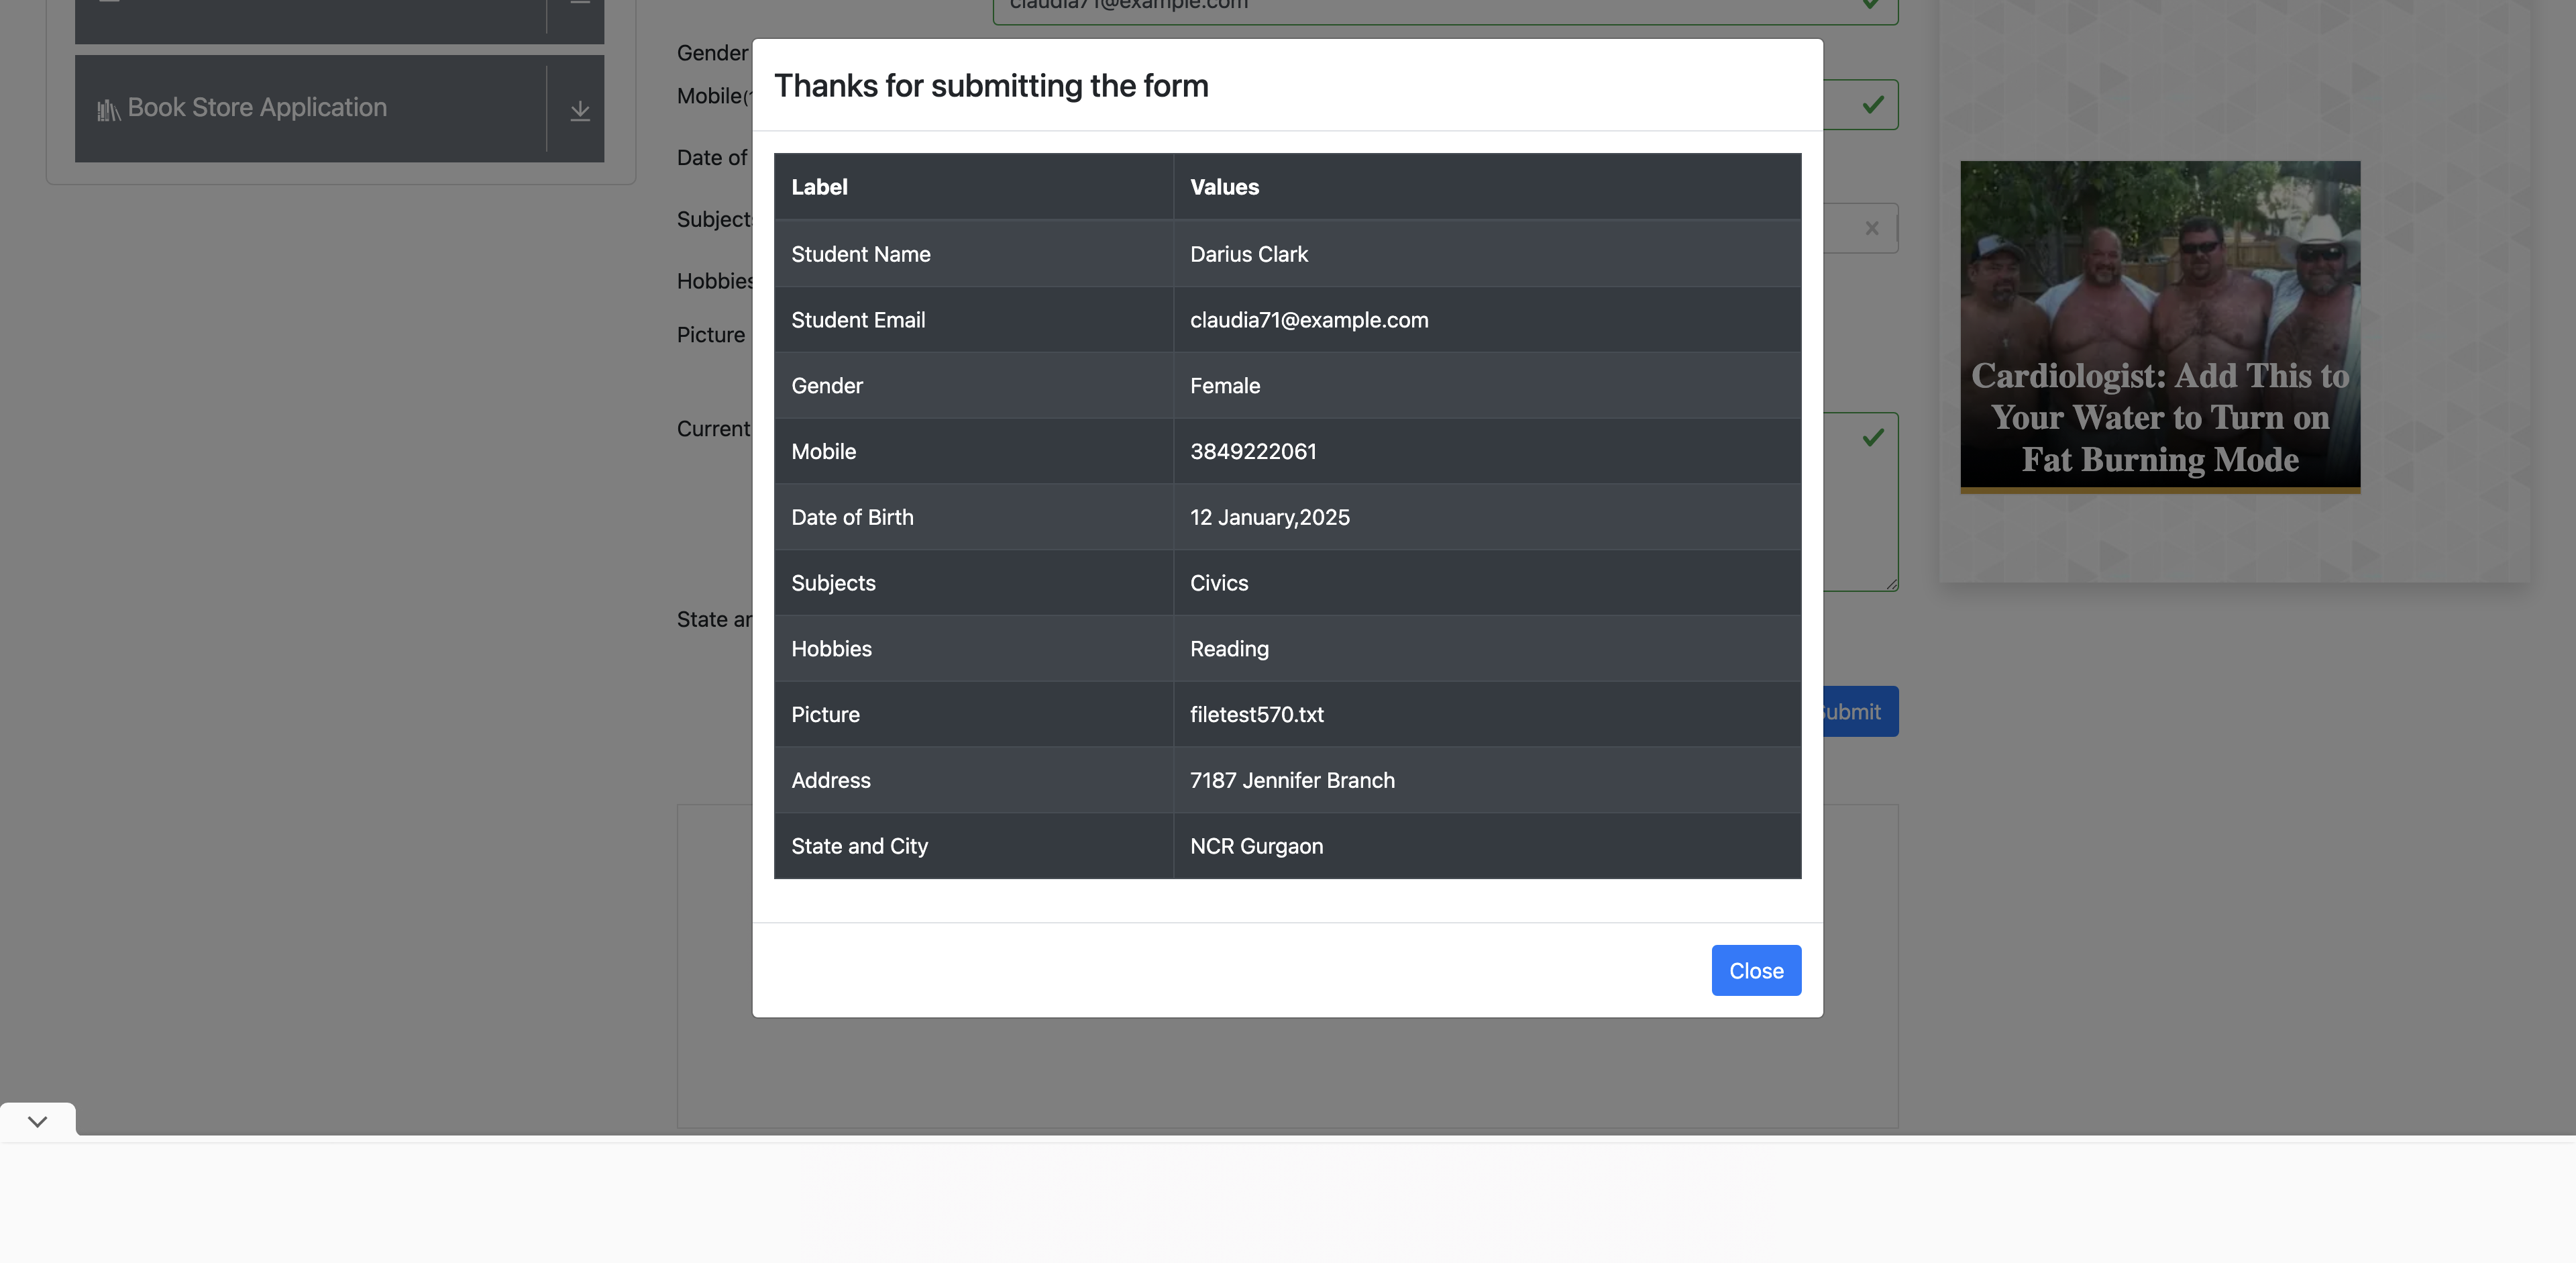 claudia71@example.com
Book Store Application
Gender
Mobile
Date of
Subjects
Hobbies
Picture
Current
State
Submit
Thanks for submitting the form
Label Values
Student Name Darius Clark
Student Email claudia71@example.com
Gender Female
Mobile 3849222061
Date of Birth 12 January,2025
Subjects Civics
Hobbies Reading
Picture filetest570.txt
Address 7187 Jennifer Branch
State and City NCR Gurgaon
Close
Cardiologist: Add This to
Your Water to Turn on
Fat Burning Mode